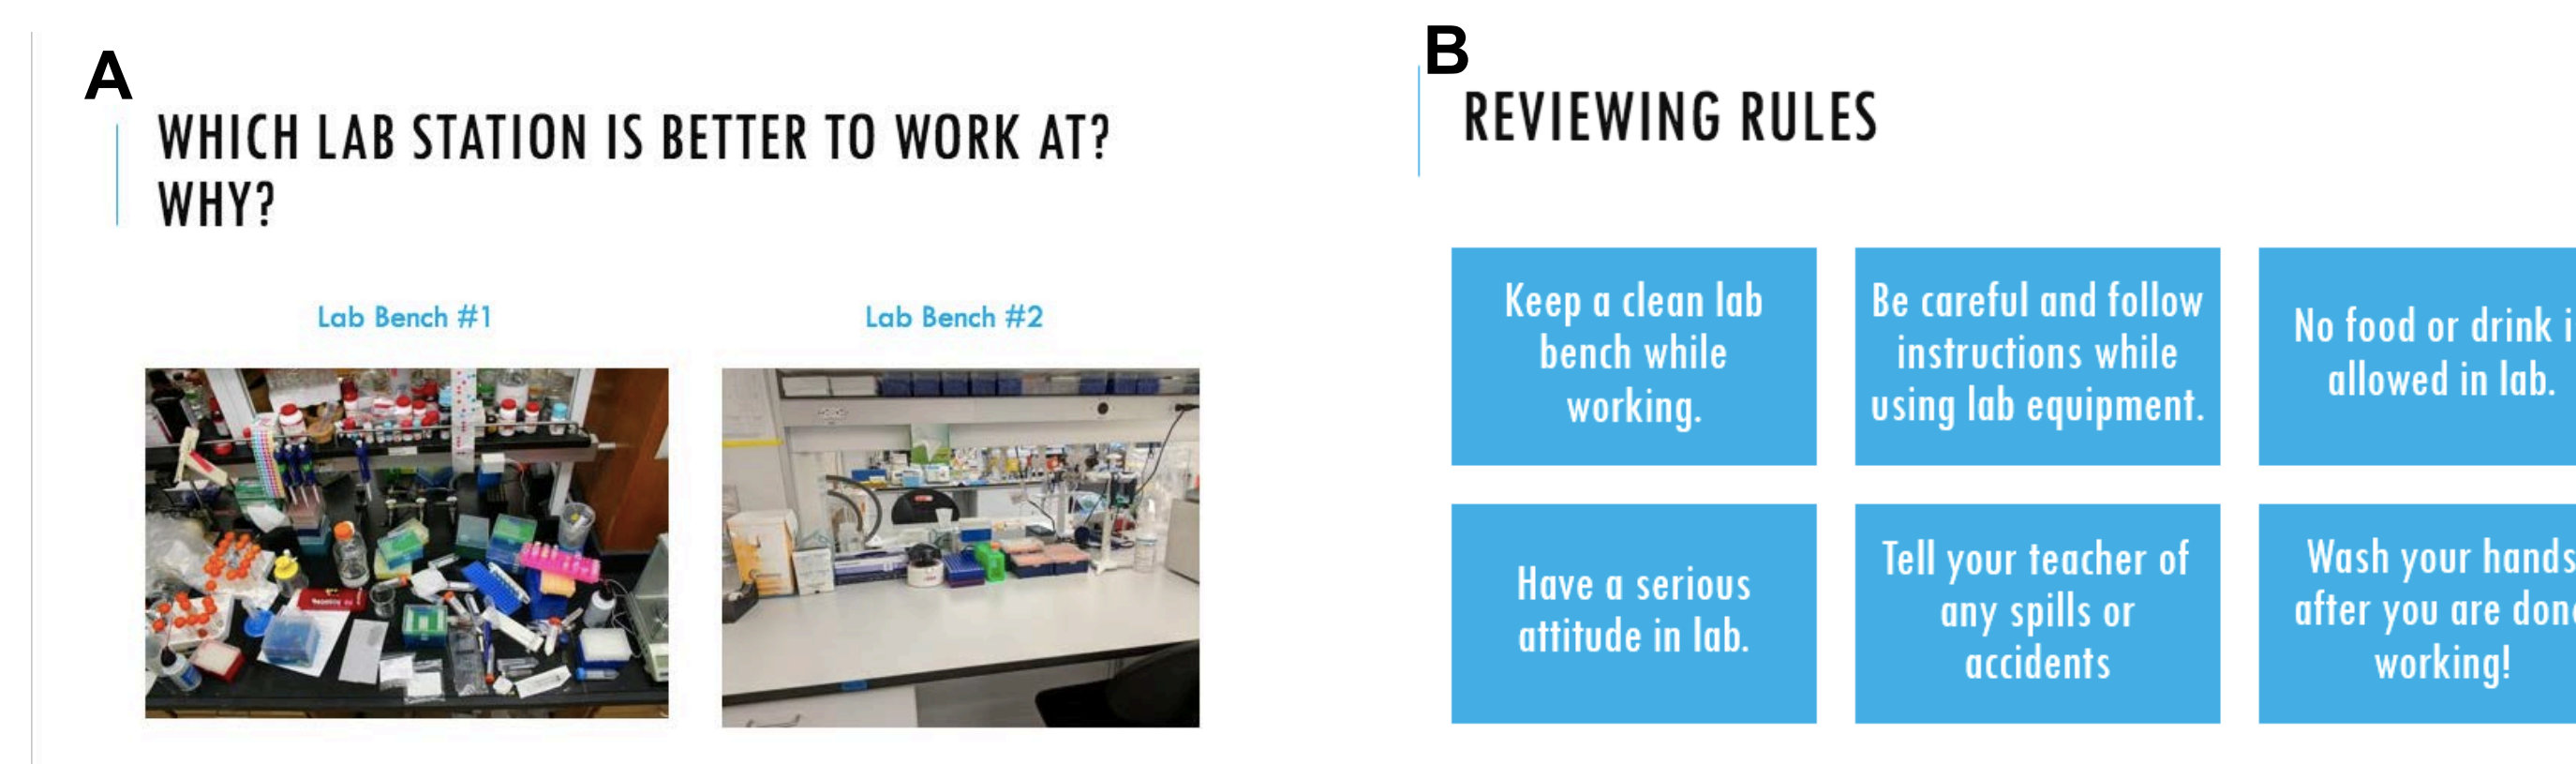 A
WHICH LAB STATION IS BETTER TO WORK AT?
WHY?
Lab Bench #1
Lab Bench #2
B
REVIEWING RULES
Keep a clean lab
bench while
working.
Be careful and follow
instructions while
using lab equipment.
No food or drink i
allowed in lab.
Have a serious
attitude in lab.
Tell your teacher of
any spills or
accidents
Wash your hands
after you are done
working!